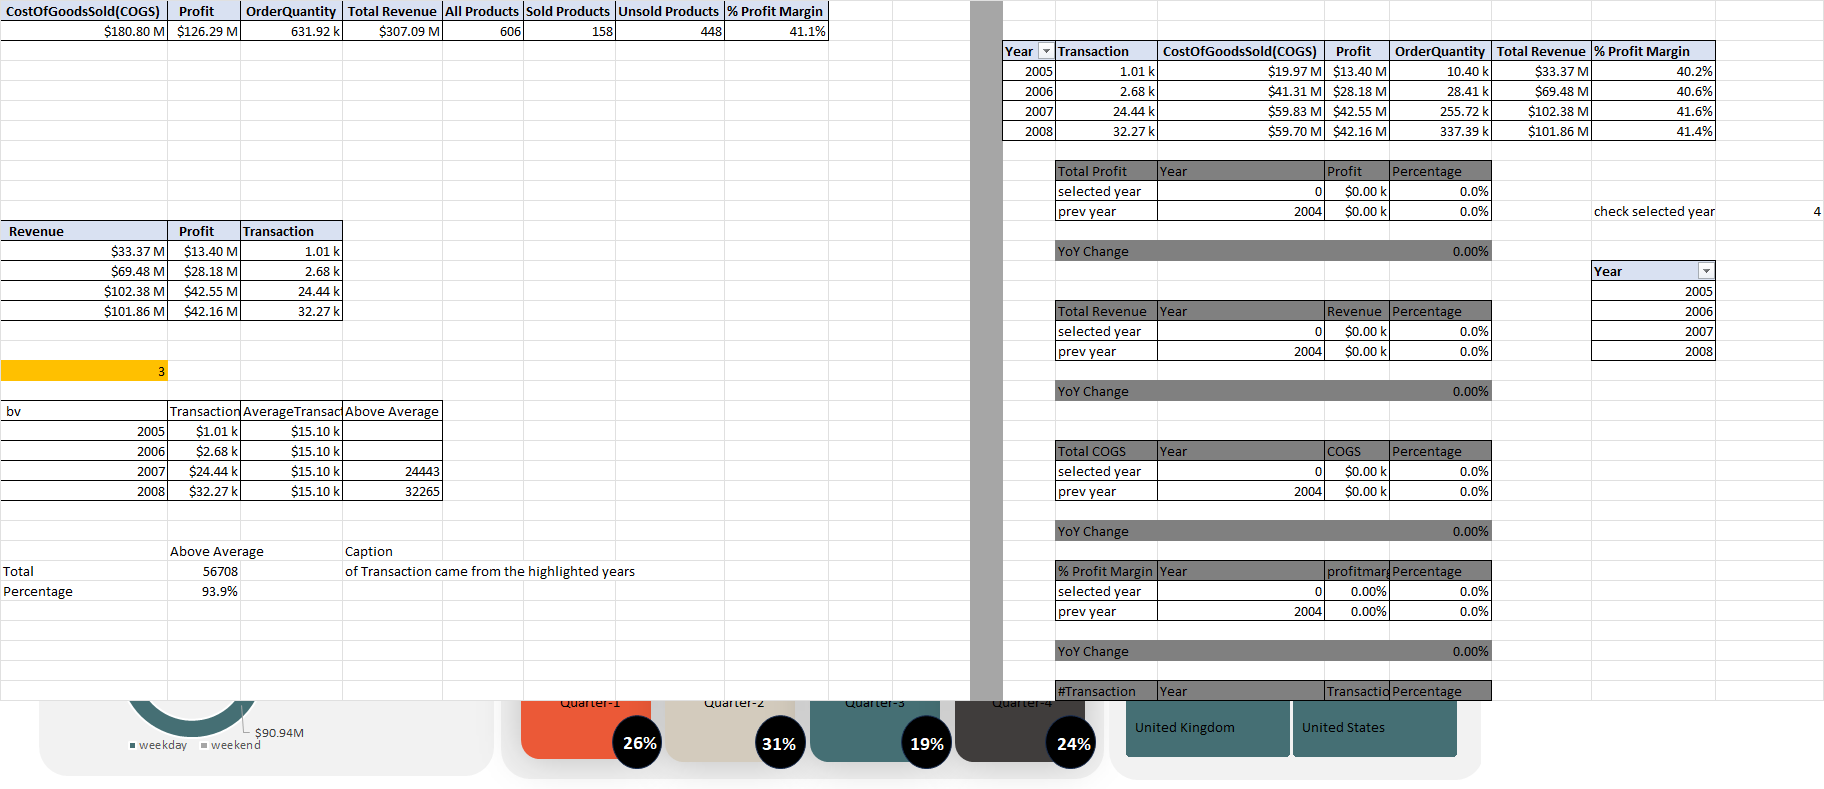 CostOfGoodsSold(COGS) Profit OrderQuantity Total Revenue All Products Sold Products Unsold Products % Profit Margin
$180.80 M $126.29 M 631.92 k $307.09 M 606 158 448 41.1%
Revenue Profit Transaction
$33.37 M $13.40 M 1.01 k
$69.48 M $28.18 M 2.68 k
$102.38 M $42.55 M 24.44 k
$101.86 M $42.16 M 32.27 k
3
bv Transaction AverageTransact Above Average
2005 $1.01 k $15.10 k
2006 $2.68 k $15.10 k
2007 $24.44 k $15.10 k 24443
2008 $32.27 k $15.10 k 32265
Above Average Caption
Total 56708 of Transaction came from the highlighted years
Percentage 93.9%
Year Transaction CostOfGoodsSold(COGS) Profit OrderQuantity Total Revenue % Profit Margin
2005 1.01 k $19.97 M $13.40 M 10.40 k $33.37 M 40.2%
2006 2.68 k $41.31 M $28.18 M 28.41 k $69.48 M 40.6%
2007 24.44 k $59.83 M $42.55 M 255.72 k $102.38 M 41.6%
2008 32.27 k $59.70 M $42.16 M 337.39 k $101.86 M 41.4%
Total Profit Year Profit Percentage
selected year 0 $0.00 k 0.0%
prev year 2004 $0.00 k 0.0%
check selected year 4
YoY Change 0.00%
Year
2005
2006
2007
2008
Total Revenue Year Revenue Percentage
selected year 0 $0.00 k 0.0%
prev year 2004 $0.00 k 0.0%
YoY Change 0.00%
Total COGS Year COGS Percentage
selected year 0 $0.00 k 0.0%
prev year 2004 $0.00 k 0.0%
YoY Change 0.00%
% Profit Margin Year profitmarg Percentage
selected year 0 0.00% 0.0%
prev year 2004 0.00% 0.0%
YoY Change 0.00%
#Transaction Year Transactio Percentage
$90.94M
weekday weekend
Quarter-1 Quarter-2 Quarter-3 Quarter-4
26% 31% 19% 24%
United Kingdom United States